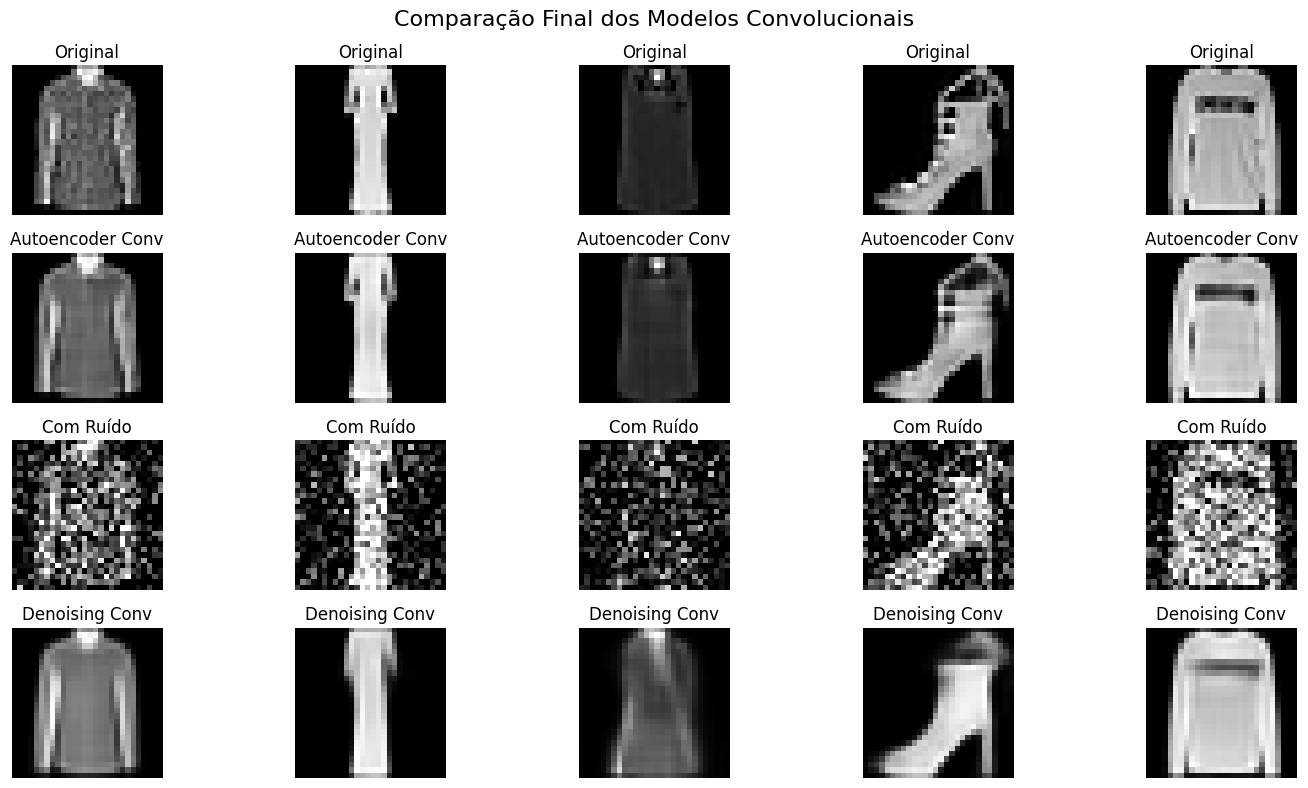 Comparação Final dos Modelos Convolucionais
Original Original Original Original Original
Autoencoder Conv Autoencoder Conv Autoencoder Conv Autoencoder Conv Autoencoder Conv
Com Ruído Com Ruído Com Ruído Com Ruído Com Ruído
Denoising Conv Denoising Conv Denoising Conv Denoising Conv Denoising Conv